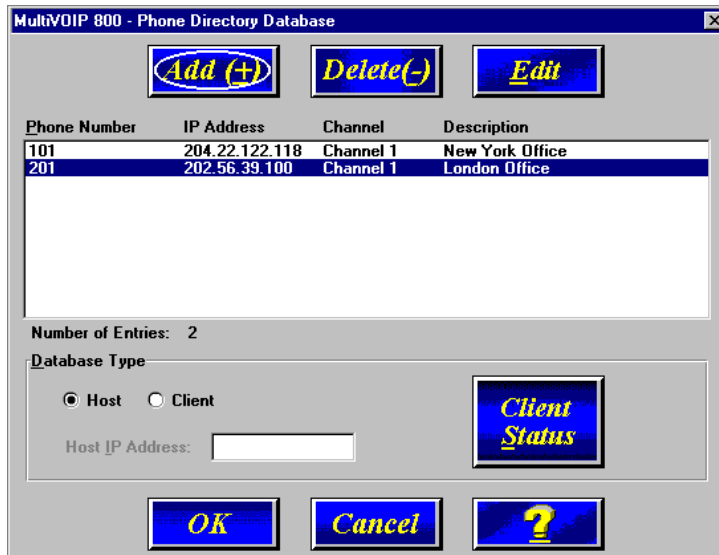 MultiVOIP 800 - Phone Directory Database
Add (+) Delete(-) Edit
Phone Number IP Address Channel Description
101 204.22.122.118 Channel 1 New York Office
201 202.56.39.100 Channel 1 London Office
Number of Entries: 2
Database Type
Host Client
Host IP Address:
Client
Status
OK Cancel ?